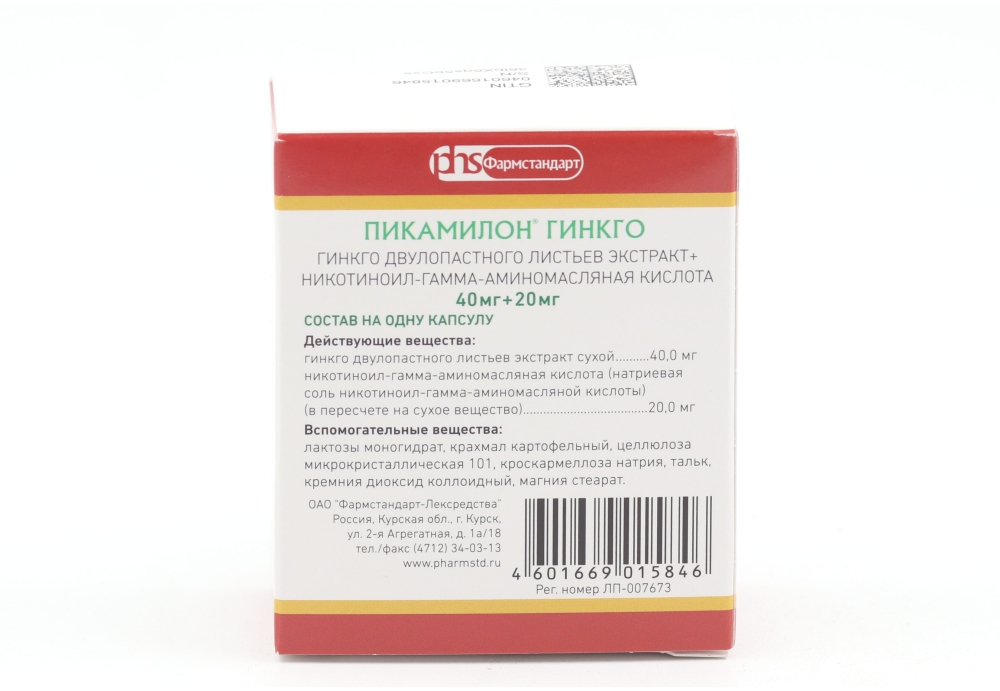 GTIN
04601669015846
S/N
phs Фармстандарт
ПИКАМИЛОН® ГИНКГО
ГИНКГО ДВУЛОПАСТНОГО ЛИСТЬЕВ ЭКСТРАКТ+
НИКОТИНОИЛ-ГАММА-АМИНОМАСЛЯНАЯ КИСЛОТА
40мг+20мг
СОСТАВ НА ОДНУ КАПСУЛУ
Действующие вещества:
гинкго двулопастного листьев экстракт сухой..........40,0 мг
никотиноил-гамма-аминомасляная кислота (натриевая
соль никотиноил-гамма-аминомасляной кислоты)
(в пересчете на сухое вещество).....................................20,0 мг
Вспомогательные вещества:
лактозы моногидрат, крахмал картофельный, целлюлоза
микрокристаллическая 101, кроскармеллоза натрия, тальк,
кремния диоксид коллоидный, магния стеарат.
ОАО "Фармстандарт-Лексредства"
Россия, Курская обл., г. Курск,
ул. 2-я Агрегатная, д. 1а/18
тел./факс (4712) 34-03-13
www.pharmstd.ru
4 601669 015846
Рег. номер ЛП-007673